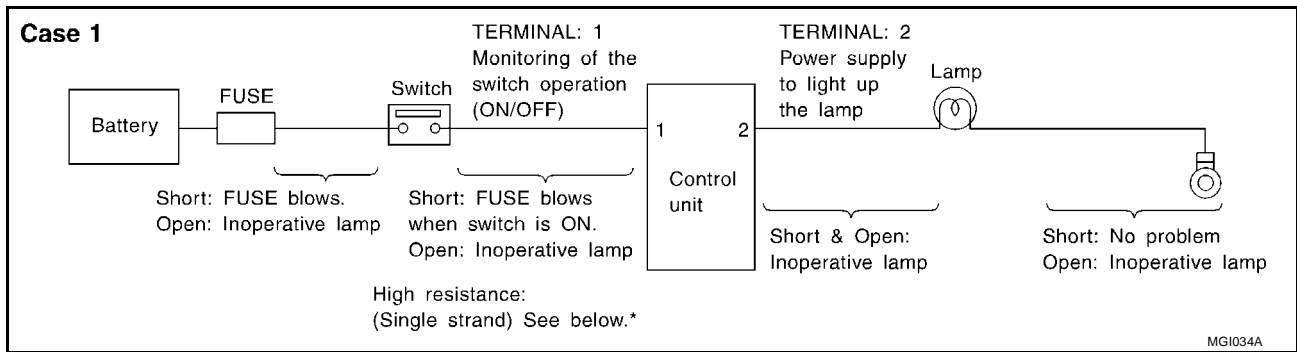 Case 1
Battery
FUSE
Switch
TERMINAL: 1
Monitoring of the
switch operation
(ON/OFF)
1
2
Control
unit
TERMINAL: 2
Power supply
to light up
the lamp
Lamp
Short: FUSE blows.
Open: Inoperative lamp
Short: FUSE blows
when switch is ON.
Open: Inoperative lamp
High resistance:
(Single strand) See below.*
Short & Open:
Inoperative lamp
Short: No problem
Open: Inoperative lamp
MGI034A